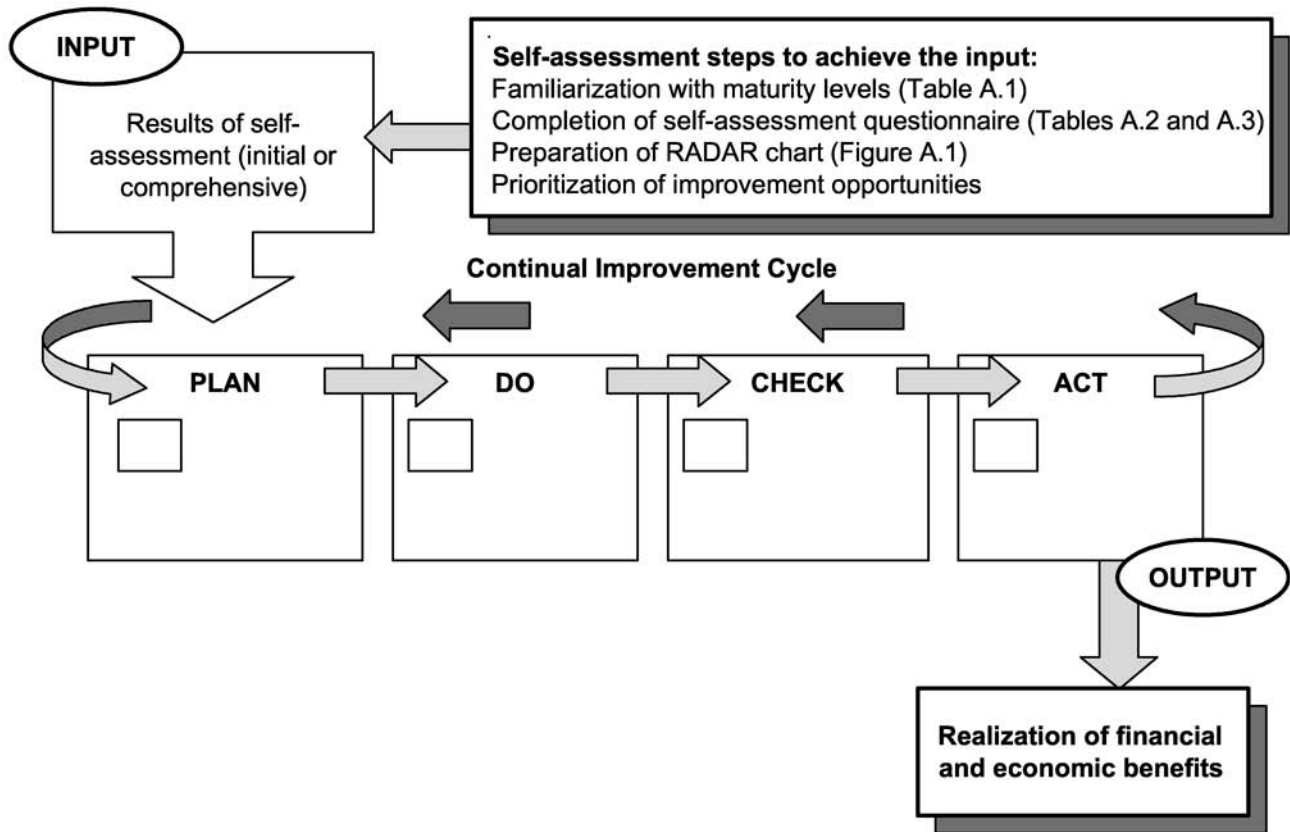 INPUT
Results of self-
assessment (initial or
comprehensive)
Self-assessment steps to achieve the input:
Familiarization with maturity levels (Table A.1)
Completion of self-assessment questionnaire (Tables A.2 and A.3)
Preparation of RADAR chart (Figure A.1)
Prioritization of improvement opportunities
Continual Improvement Cycle
PLAN
DO
CHECK
ACT
OUTPUT
Realization of financial
and economic benefits